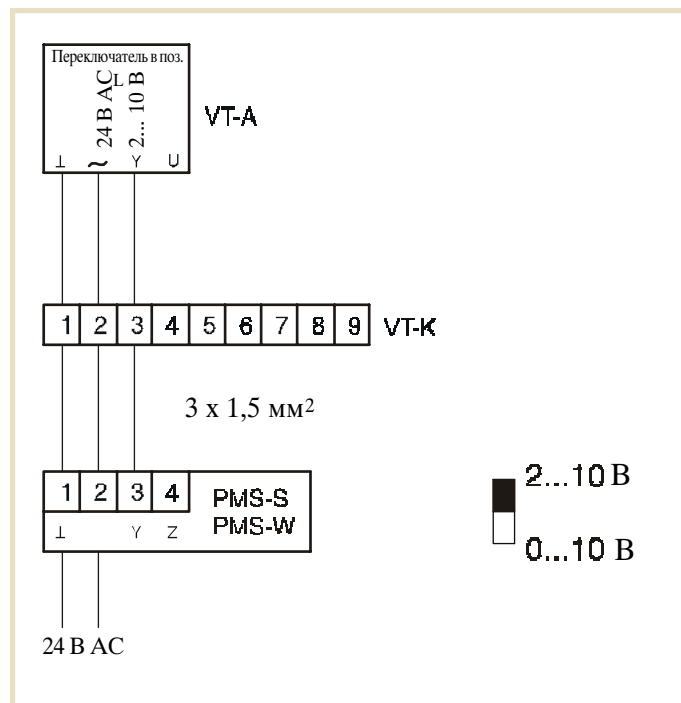 Переключатель в поз.
L
24 В AC
2... 10 В
⊥ ~ Y U
VT-A
1 2 3 4 5 6 7 8 9 VT-K
3 x 1,5 мм²
1 2 3 4
PMS-S
PMS-W
⊥ Y Z
2...10 В
0...10 В
24 В AC